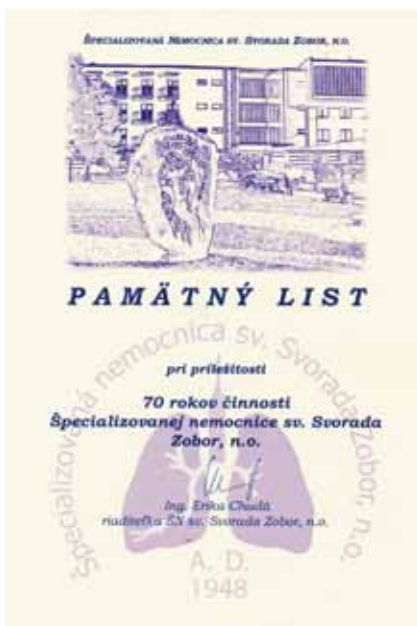 ŠPECIALIZOVANÁ NEMOCNICA SV. SVORADA ZOBOR, N.O.
PAMÄTNÝ LIST
Špecializovaná nemocnica sv. Svorada Zobor, n.o.
pri príležitosti
70 rokov činnosti
Špecializovanej nemocnice sv. Svorada
Zobor, n.o.
Ing. Erika Chudá
riaditeľka ŠN sv. Svorada Zobor, n.o.
A. D.
1948